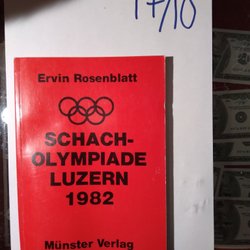 17/10
Ervin Rosenblatt
SCHACH-
OLYMPIADE
LUZERN
1982
Münster Verlag